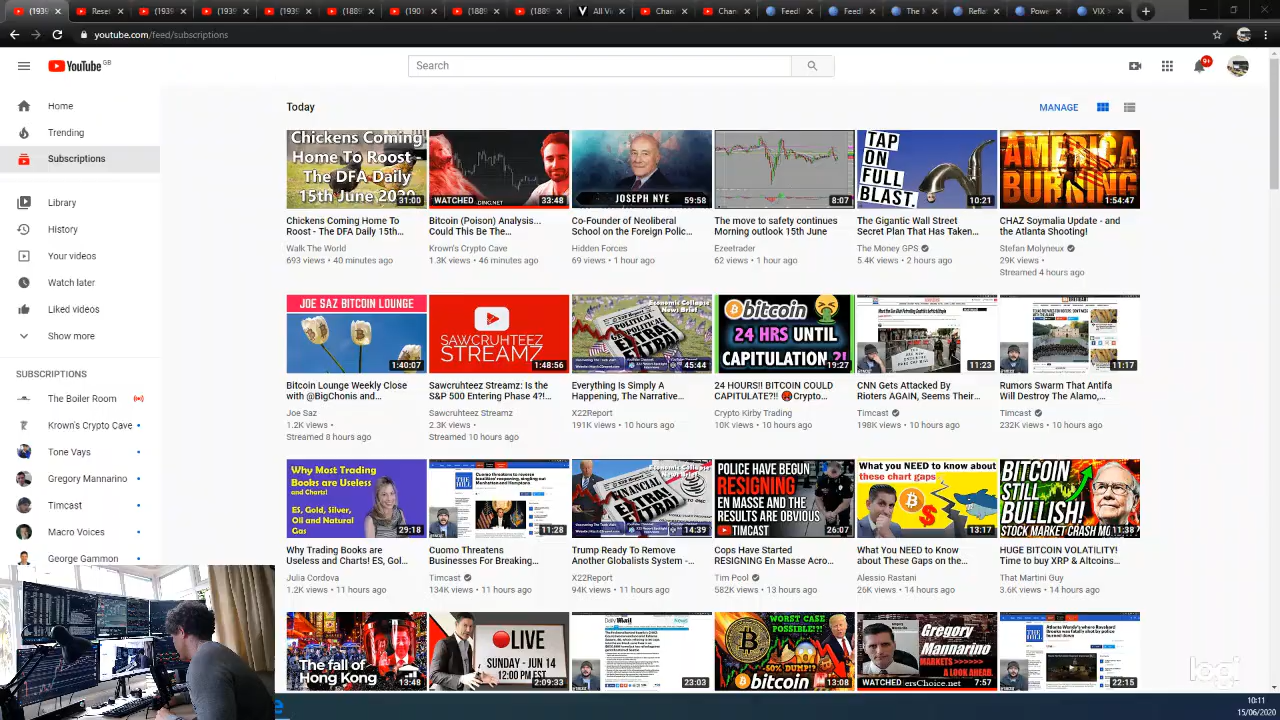 youtube.com/feed/subscriptions
YouTube GB
Search
9+
Home
Trending
Subscriptions
Library
History
Your videos
Watch later
Liked videos
Show more
SUBSCRIPTIONS
The Boiler Room
Krown's Crypto Cave
Tone Vays
Gregory Mannarino
Timcast
Macro Voices
George Gammon
Today
MANAGE
Chickens Coming
Home To Roost -
The DFA Daily
15th June 2020
31:00
WATCHED
33:48
JOSEPH NYE
59:58
8:07
TAP
ON
FULL
BLAST.
10:21
AMERICA
BURNING
1:54:47
Chickens Coming Home To
Roost - The DFA Daily 15th...
Walk The World
693 views • 40 minutes ago
Bitcoin (Poison) Analysis...
Could This Be The...
Krown's Crypto Cave
1.3K views • 46 minutes ago
Co-Founder of Neoliberal
School on the Foreign Polic...
Hidden Forces
69 views • 1 hour ago
The move to safety continues
Morning outlook 15th June
Ezeetrader
62 views • 1 hour ago
The Gigantic Wall Street
Secret Plan That Has Taken...
The Money GPS
5.4K views • 2 hours ago
CHAZ Soymalia Update - and
the Atlanta Shooting!
Stefan Molyneux
29K views •
Streamed 4 hours ago
JOE SAZ BITCOIN LOUNGE
1:40:07
SAWCRUHTEEZ
STREAMZ
1:48:56
Economic Collapse
News Brief
45:44
Bitcoin
24 HRS UNTIL
CAPITULATION?!
19:27
11:23
11:17
Bitcoin Lounge Weekly Close
with @BigChonis and...
Joe Saz
1.2K views •
Streamed 8 hours ago
Sawcruhteez Streamz: Is the
S&P 500 Entering Phase 4?!...
Sawcruhteez Streamz
2.3K views •
Streamed 10 hours ago
Everything Is Simply A
Happening, The Narrative...
X22Report
191K views • 10 hours ago
24 HOURS!! BITCOIN COULD
CAPITULATE?! 🤬Crypto...
Crypto Kirby Trading
10K views • 10 hours ago
CNN Gets Attacked By
Rioters AGAIN, Seems Their...
Timcast
198K views • 10 hours ago
Rumors Swarm That Antifa
Will Destroy The Alamo,...
Timcast
232K views • 10 hours ago
Why Most Trading
Books are Useless
and Charts!
ES, Gold, Silver,
Oil and Natural
Gas
29:18
11:28
Economic Collapse
14:39
POLICE HAVE BEGUN
RESIGNING
EN MASSE AND THE
RESULTS ARE OBVIOUS
TIMCAST
26:07
What you NEED to know about
these chart gaps
13:17
BITCOIN
STILL
BULLISH!
11:38
Why Trading Books are
Useless and Charts! ES, Gol...
Julia Cordova
1.2K views • 11 hours ago
Cuomo Threatens
Businesses For Breaking...
Timcast
134K views • 11 hours ago
Trump Ready To Remove
Another Globalists System -...
X22Report
94K views • 11 hours ago
Cops Have Started
RESIGNING En Masse Acro...
Tim Pool
582K views • 13 hours ago
What You NEED to Know
about These Gaps on the...
Alessio Rastani
26K views • 14 hours ago
HUGE BITCOIN VOLATILITY!
Time to buy XRP & Altcoins...
That Martini Guy
3.6K views • 14 hours ago
The Fall of
Hong Kong
13:48
LIVE
2:09:33
Daily Mail
23:03
WORST CASE
POSSIBLE!!!
50% DUMP!?
Bitcoin
13:08
Gregory
Mannarino
MARKETS >>>>>>
A LOOK AHEAD.
WATCHED
7:57
22:15
logi
10:11
15/06/2020